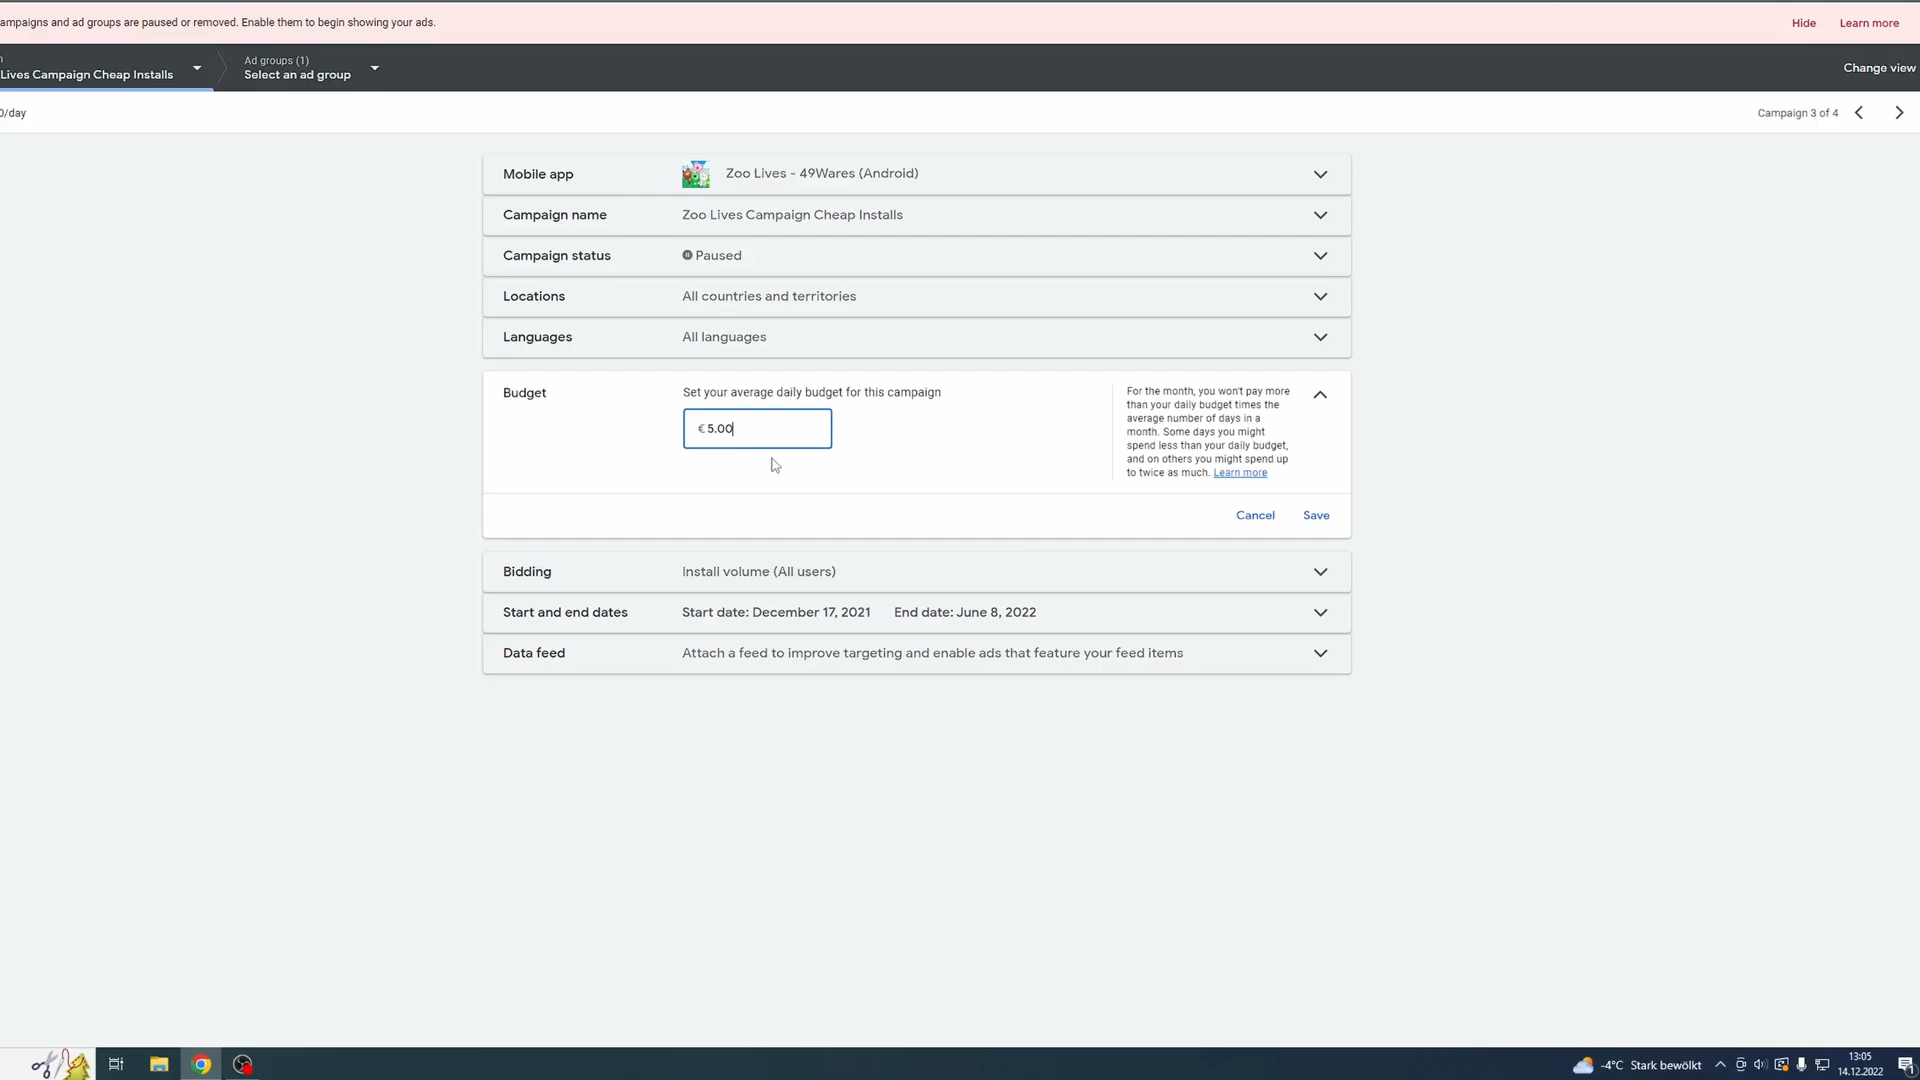 ampaigns and ad groups are paused or removed. Enable them to begin showing your ads.
Hide
Learn more
Lives Campaign Cheap Installs
Ad groups (1)
Select an ad group
Change view
0/day
Campaign 3 of 4
Mobile app
Zoo Lives - 49Wares (Android)
Campaign name
Zoo Lives Campaign Cheap Installs
Campaign status
Paused
Locations
All countries and territories
Languages
All languages
Budget
Set your average daily budget for this campaign
€ 5.00
For the month, you won't pay more
than your daily budget times the
average number of days in a
month. Some days you might
spend less than your daily budget,
and on others you might spend up
to twice as much. Learn more
Cancel
Save
Bidding
Install volume (All users)
Start and end dates
Start date: December 17, 2021
End date: June 8, 2022
Data feed
Attach a feed to improve targeting and enable ads that feature your feed items
-4°C Stark bewölkt
13:05
14.12.2022
1